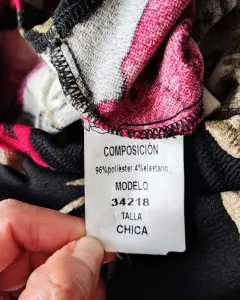 COMPOSICIÓN
96%poliéster 4%elastano
MODELO
34218
TALLA
CHICA